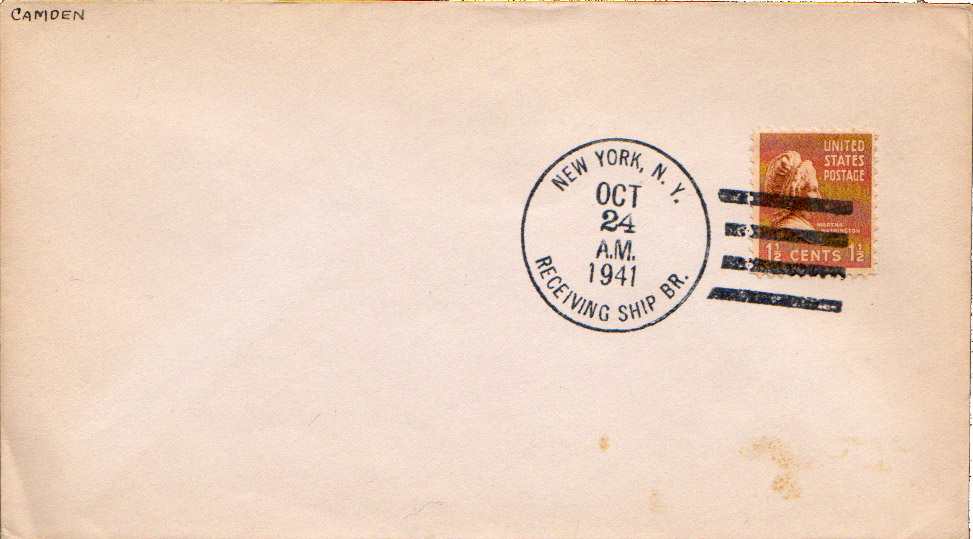 CAMDEN
NEW YORK, N. Y.
OCT
24
A.M.
1941
RECEIVING SHIP BR.
UNITED
STATES
POSTAGE
MARTHA
WASHINGTON
1½ CENTS 1½